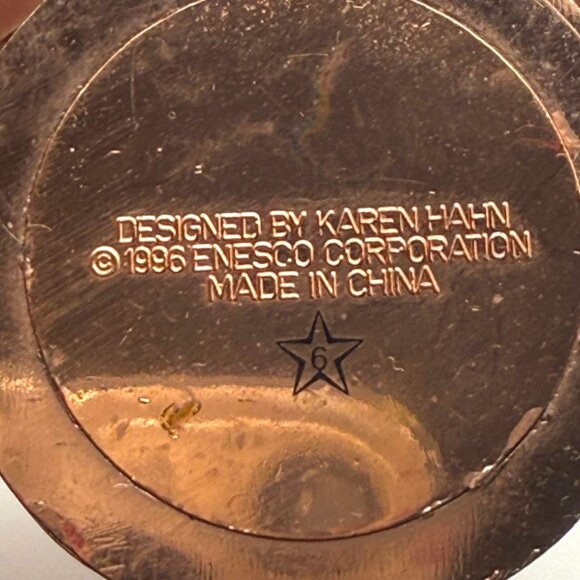 DESIGNED BY KAREN HAHN
© 1996 ENESCO CORPORATION
MADE IN CHINA
6